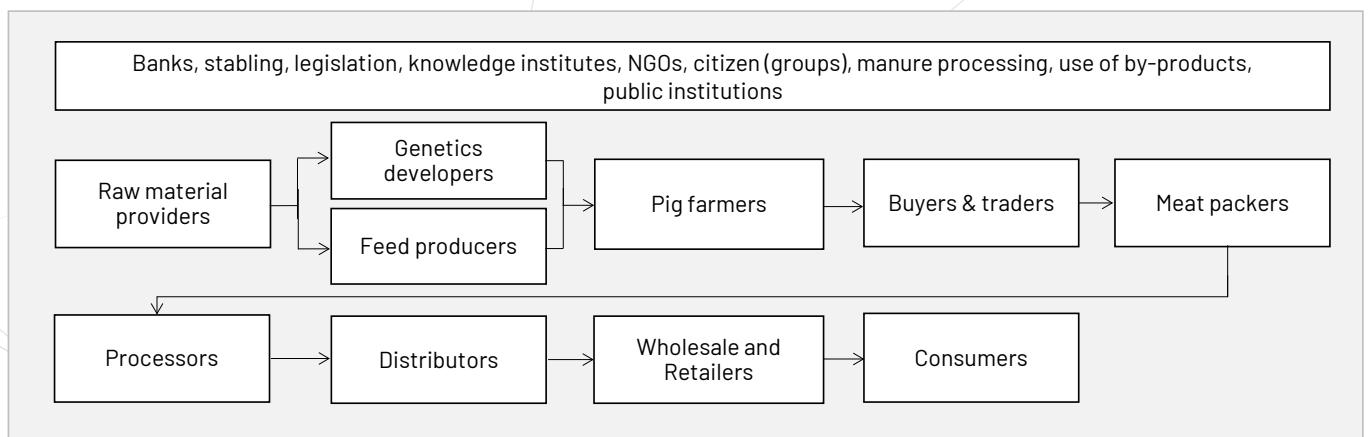 Banks, stabling, legislation, knowledge institutes, NGOs, citizen (groups), manure processing, use of by-products,
public institutions
Raw material
providers
Genetics
developers
Feed producers
Pig farmers
Buyers & traders
Meat packers
Processors
Distributors
Wholesale and
Retailers
Consumers